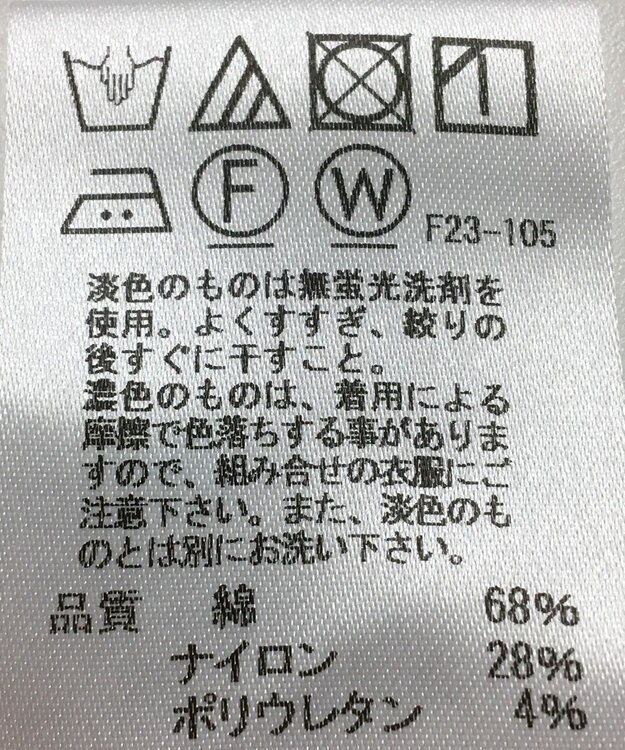 F W F23-105
淡色のものは無蛍光洗剤を
使用。よくすすぎ、絞りの
後すぐに干すこと。
濃色のものは、着用による
摩擦で色落ちする事がありま
すので、組み合せの衣服にご
注意下さい。また、淡色のも
のとは別にお洗い下さい。
品質 綿 68%
ナイロン 28%
ポリウレタン 4%